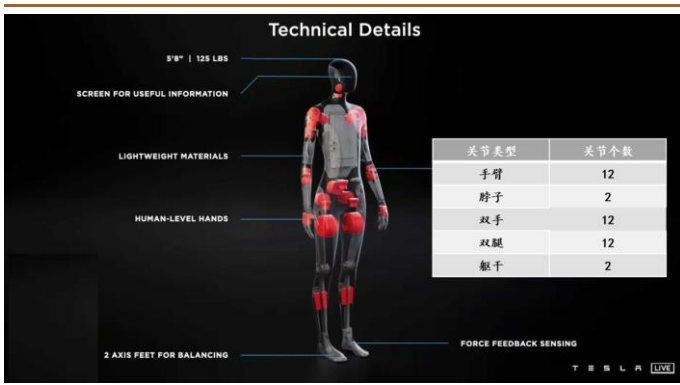 Technical Details
5'8" | 125 LBS
SCREEN FOR USEFUL INFORMATION
LIGHTWEIGHT MATERIALS
HUMAN-LEVEL HANDS
2 AXIS FEET FOR BALANCING
关节类型 关节个数
手臂 12
脖子 2
双手 12
双腿 12
躯干 2
FORCE FEEDBACK SENSING
TESLA LIVE